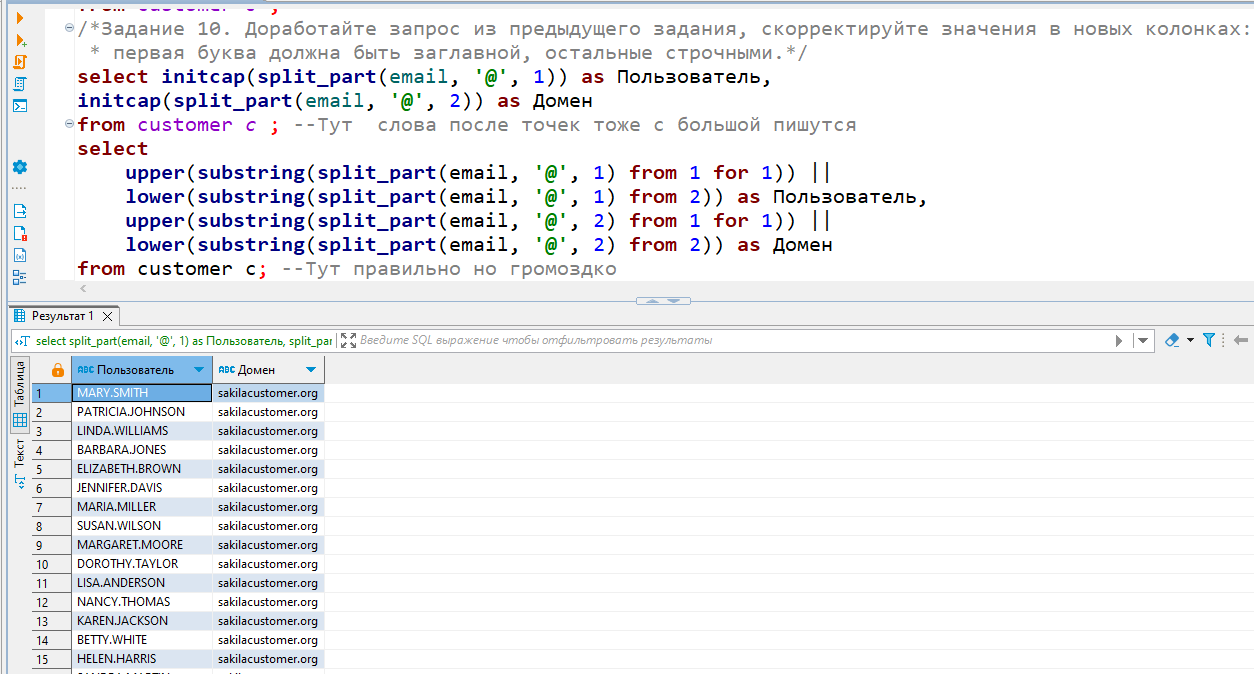 from customer c ;
/*Задание 10. Доработайте запрос из предыдущего задания, скорректируйте значения в новых колонках:
* первая буква должна быть заглавной, остальные строчными.*/
select initcap(split_part(email, '@', 1)) as Пользователь,
initcap(split_part(email, '@', 2)) as Домен
from customer c ; --Тут  слова после точек тоже с большой пишутся
select
upper(substring(split_part(email, '@', 1) from 1 for 1)) ||
lower(substring(split_part(email, '@', 1) from 2)) as Пользователь,
upper(substring(split_part(email, '@', 2) from 1 for 1)) ||
lower(substring(split_part(email, '@', 2) from 2)) as Домен
from customer c; --Тут правильно но громоздко
Результат 1
select split_part(email, '@', 1) as Пользователь, split_par
Введите SQL выражение чтобы отфильтровать результаты
Таблица
Текст
ABC Пользователь ABC Домен
1 MARY.SMITH sakilacustomer.org
2 PATRICIA.JOHNSON sakilacustomer.org
3 LINDA.WILLIAMS sakilacustomer.org
4 BARBARA.JONES sakilacustomer.org
5 ELIZABETH.BROWN sakilacustomer.org
6 JENNIFER.DAVIS sakilacustomer.org
7 MARIA.MILLER sakilacustomer.org
8 SUSAN.WILSON sakilacustomer.org
9 MARGARET.MOORE sakilacustomer.org
10 DOROTHY.TAYLOR sakilacustomer.org
11 LISA.ANDERSON sakilacustomer.org
12 NANCY.THOMAS sakilacustomer.org
13 KAREN.JACKSON sakilacustomer.org
14 BETTY.WHITE sakilacustomer.org
15 HELEN.HARRIS sakilacustomer.org